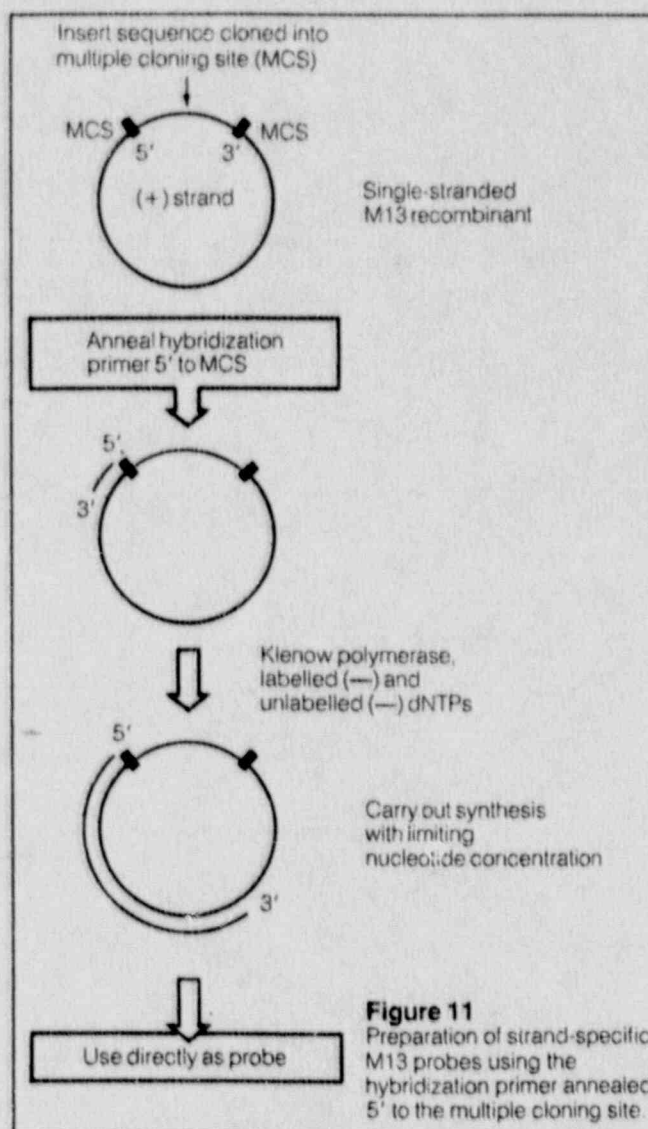 Insert sequence cloned into
multiple cloning site (MCS)
MCS
MCS
5′
3′
(+) strand
Single-stranded
M13 recombinant
Anneal hybridization
primer 5′ to MCS
5′
3′
Klenow polymerase,
labelled (—) and
unlabelled (—) dNTPs
5′
Carry out synthesis
with limiting
nucleotide concentration
3′
Use directly as probe
Figure 11
Preparation of strand-specific
M13 probes using the
hybridization primer annealed
5′ to the multiple cloning site.